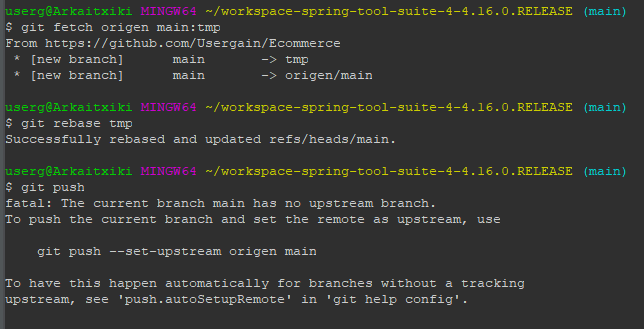 userg@Arkaitxiki MINGW64 ~/workspace-spring-tool-suite-4-4.16.0.RELEASE (main)
$ git fetch origen main:tmp
From https://github.com/Usergain/Ecommerce
 * [new branch]      main       -> tmp
 * [new branch]      main       -> origen/main

userg@Arkaitxiki MINGW64 ~/workspace-spring-tool-suite-4-4.16.0.RELEASE (main)
$ git rebase tmp
Successfully rebased and updated refs/heads/main.

userg@Arkaitxiki MINGW64 ~/workspace-spring-tool-suite-4-4.16.0.RELEASE (main)
$ git push
fatal: The current branch main has no upstream branch.
To push the current branch and set the remote as upstream, use

    git push --set-upstream origen main

To have this happen automatically for branches without a tracking
upstream, see 'push.autoSetupRemote' in 'git help config'.